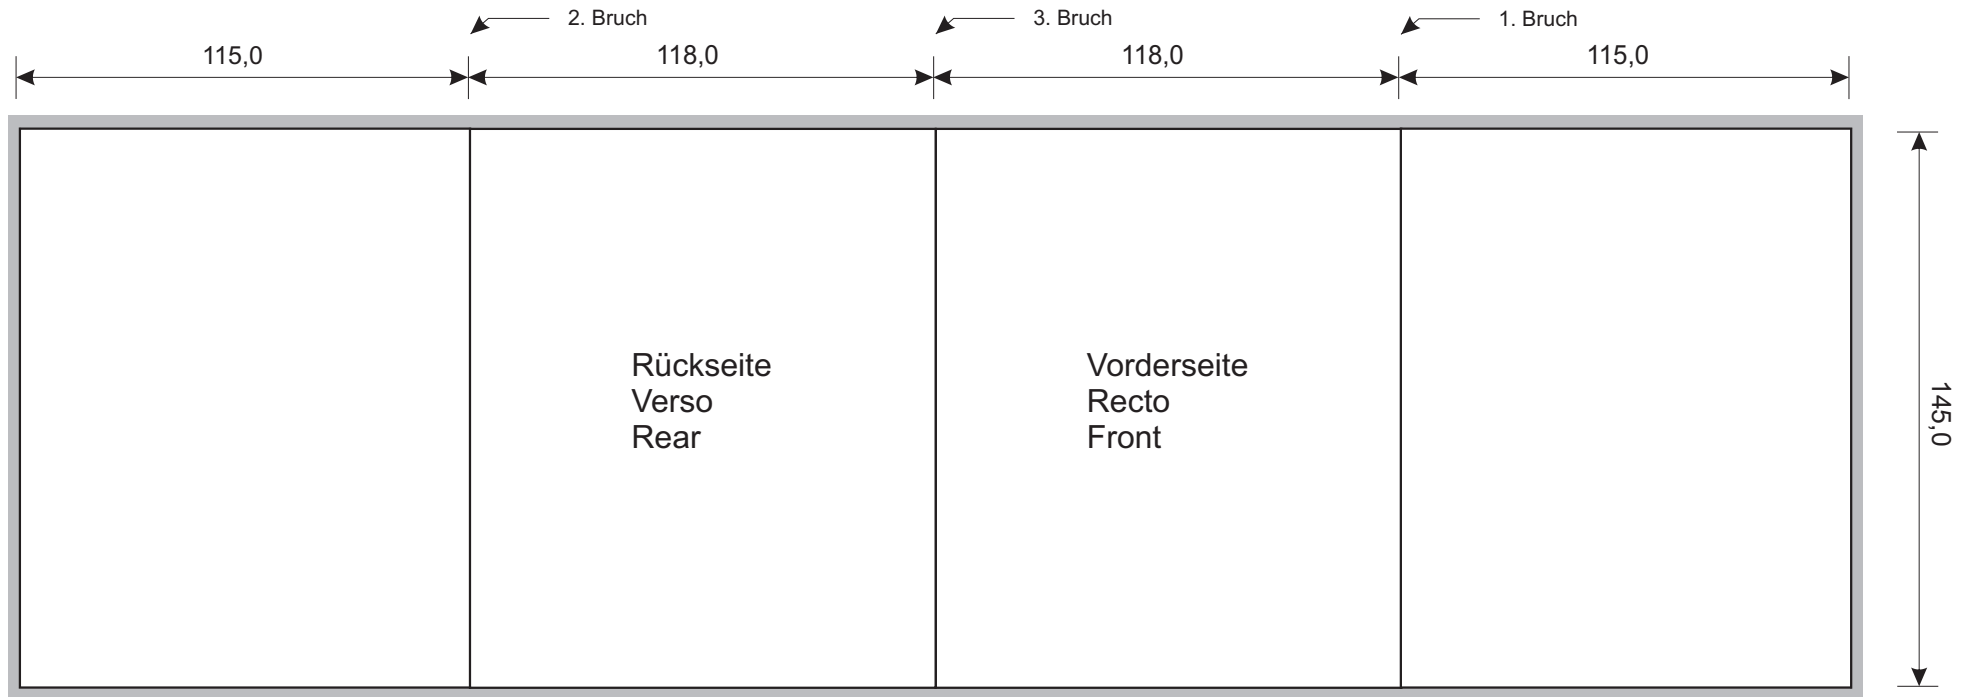 2. Bruch
3. Bruch
1. Bruch
115,0
118,0
118,0
115,0
Rückseite
Verso
Rear
Vorderseite
Recto
Front
145,0